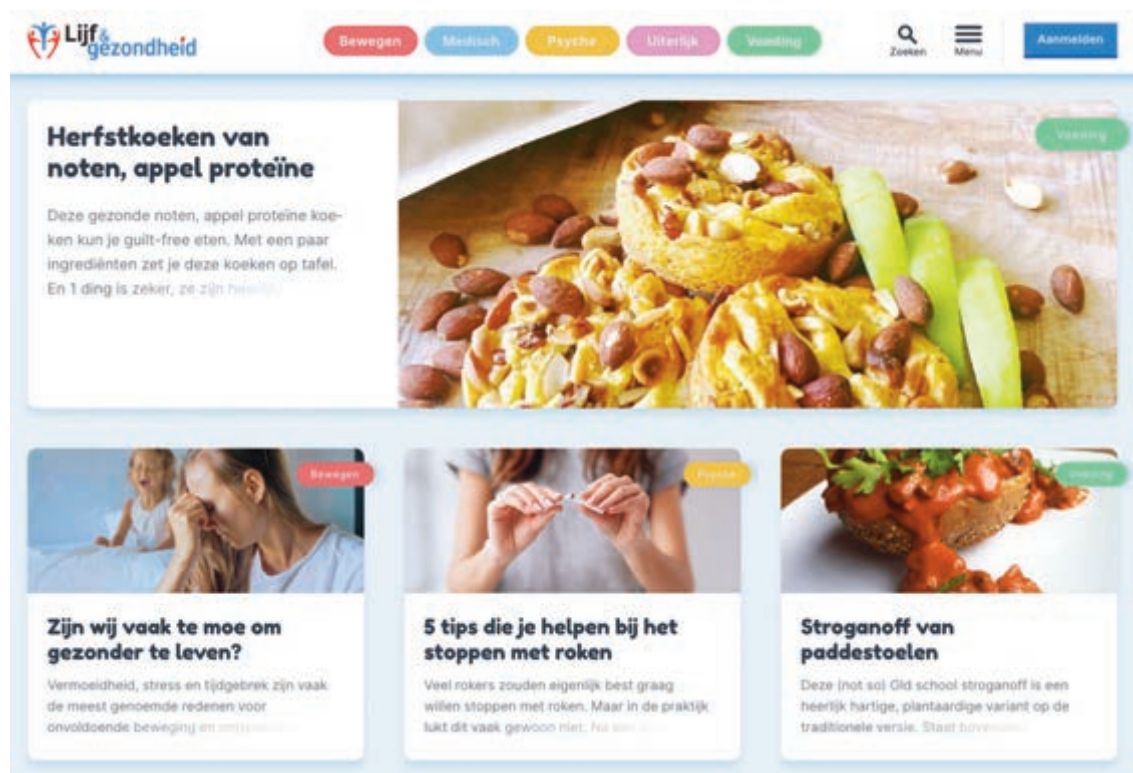 Lijf&
gezondheid
Bewegen
Medisch
Psyche
Uiterlijk
Voeding
Zoeken
Menu
Aanmelden
Herfstkoeken van
noten, appel proteïne
Deze gezonde noten, appel proteïne koe-
ken kun je guilt-free eten. Met een paar
ingrediënten zet je deze koeken op tafel.
En 1 ding is zeker, ze zijn
Voeding
Bewegen
Zijn wij vaak te moe om
gezonder te leven?
Vermoeidheid, stress en tijdgebrek zijn vaak
de meest genoemde redenen voor
onvoldoende beweging en
Psyche
5 tips die je helpen bij het
stoppen met roken
Veel rokers zouden eigenlijk best graag
willen stoppen met roken. Maar in de praktijk
lukt dit vaak gewoon niet. Na een
Voeding
Stroganoff van
paddestoelen
Deze (not so) Old school stroganoff is een
heerlijk hartige, plantaardige variant op de
traditionele versie. Staat